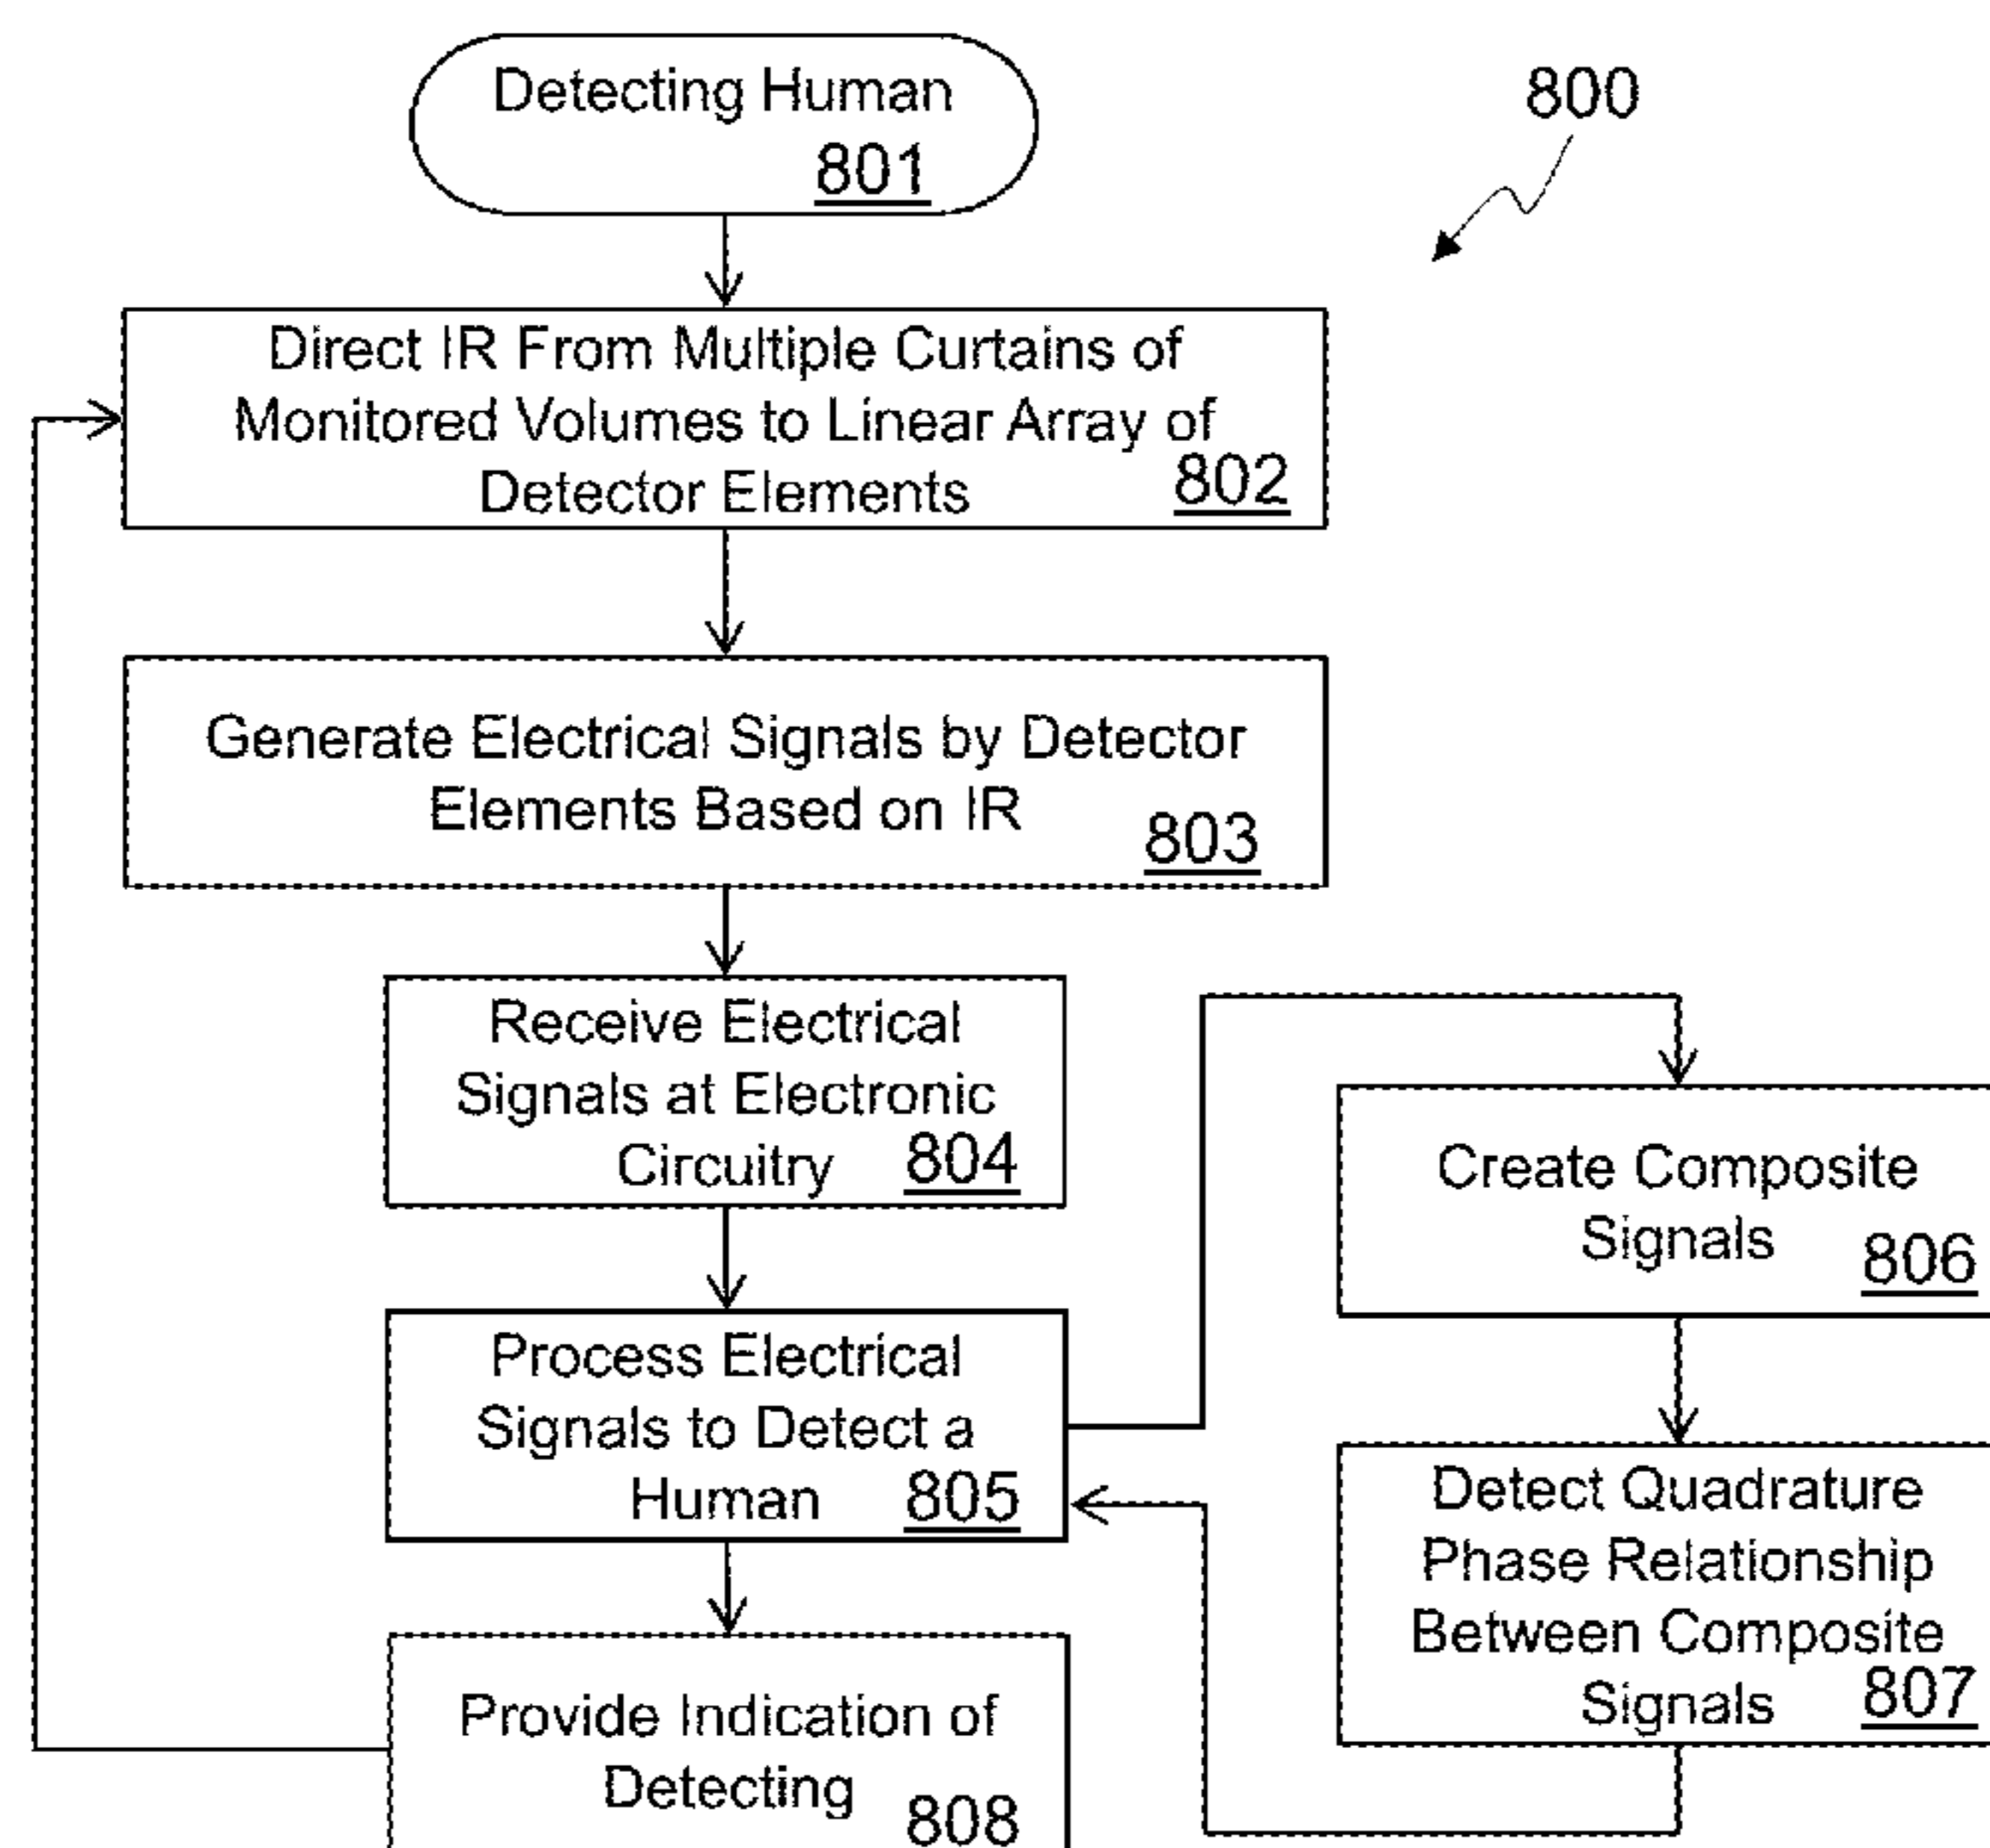 Detecting Human
801
800
Direct IR From Multiple Curtains of
Monitored Volumes to Linear Array of
Detector Elements 802
Generate Electrical Signals by Detector
Elements Based on IR
803
Receive Electrical
Signals at Electronic
Circuitry 804
Process Electrical
Signals to Detect a
Human 805
Create Composite
Signals 806
Detect Quadrature
Phase Relationship
Between Composite
Signals 807
Provide Indication of
Detecting
808